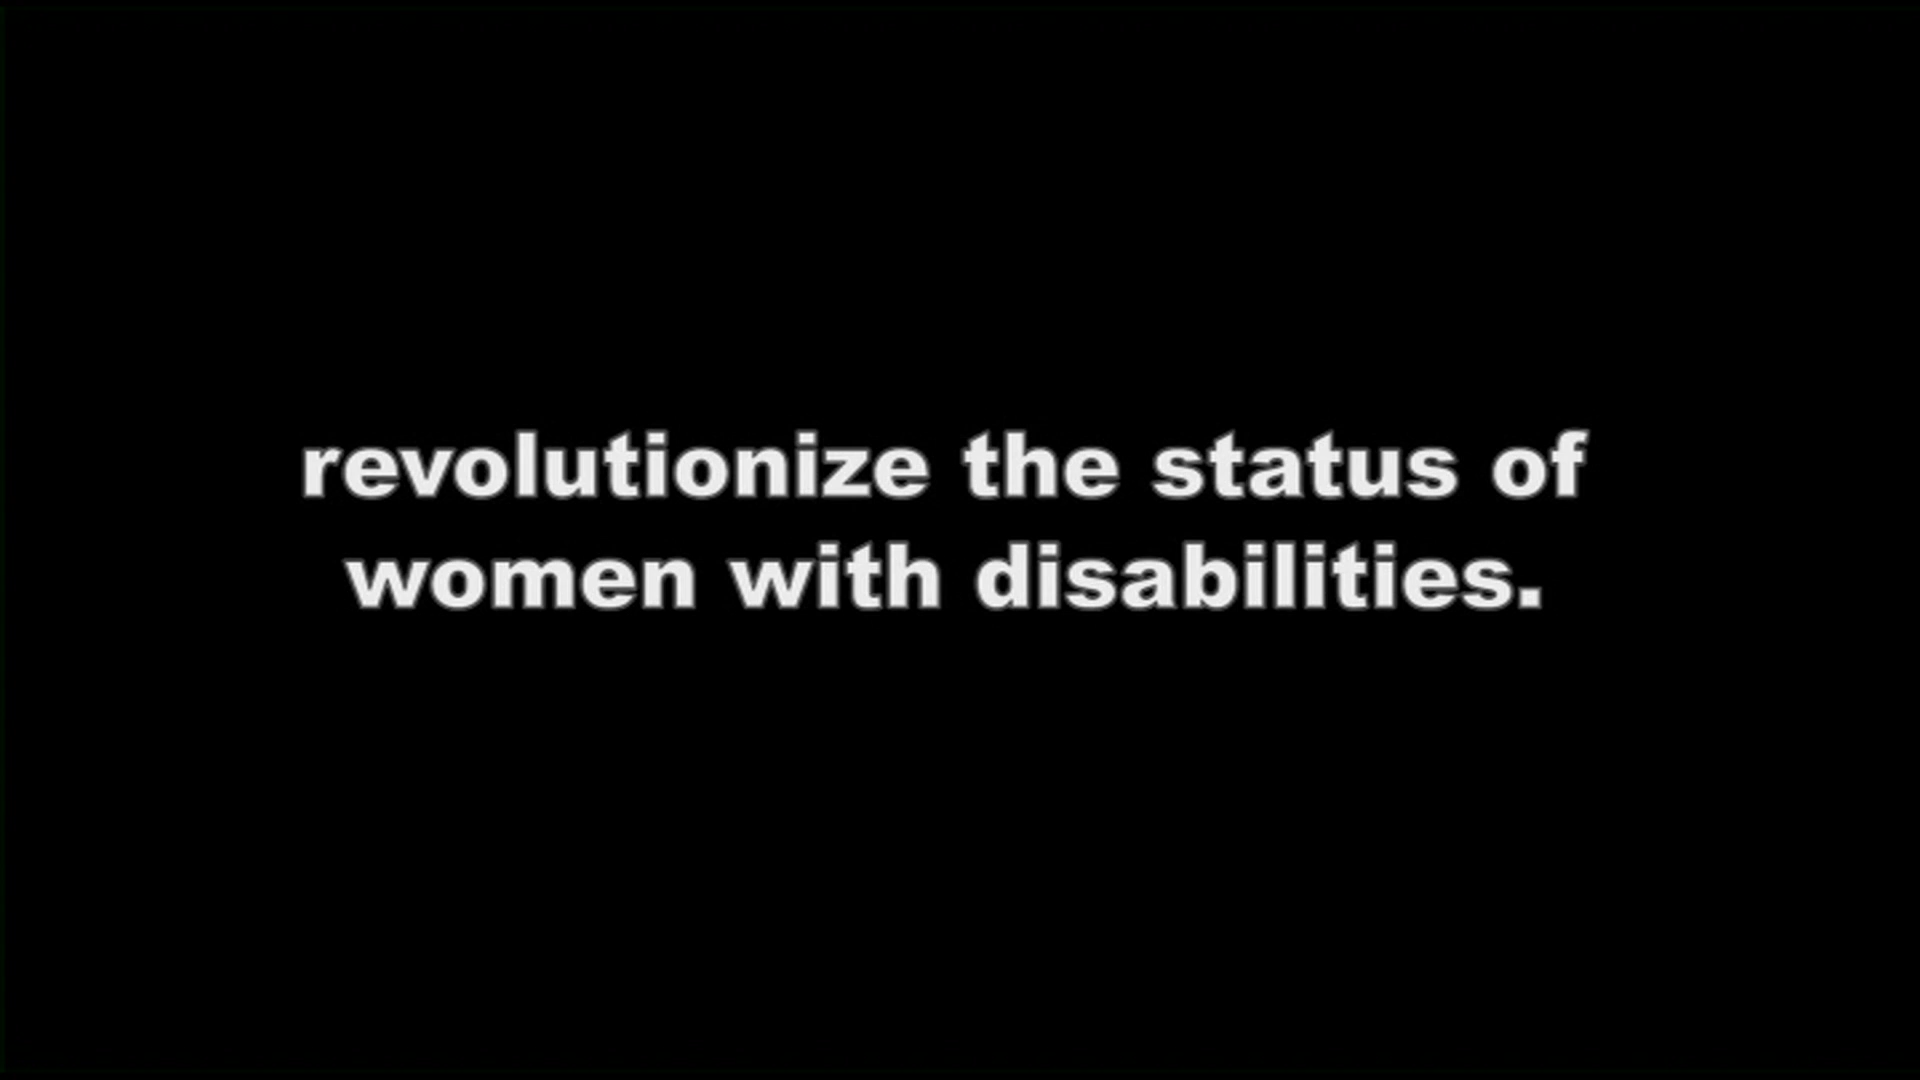 revolutionize the status of
women with disabilities.